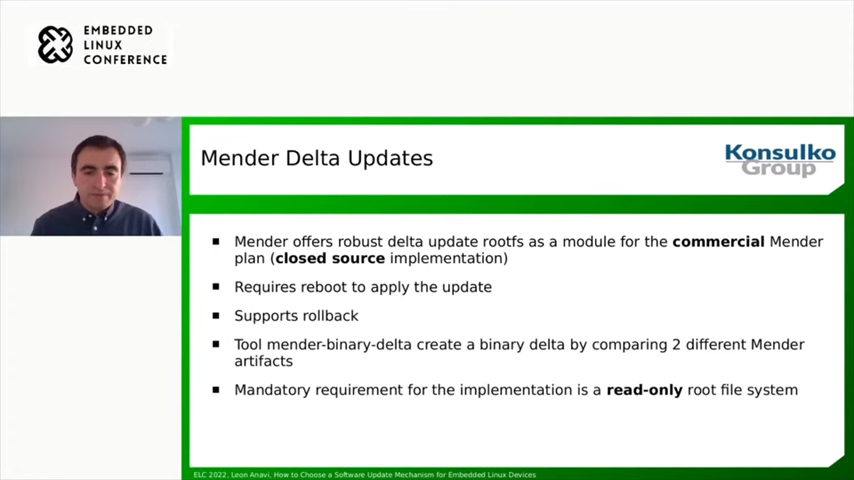 EMBEDDED
LINUX
CONFERENCE
Mender Delta Updates
Konsulko
Group
Mender offers robust delta update rootfs as a module for the commercial Mender
plan (closed source implementation)
Requires reboot to apply the update
Supports rollback
Tool mender-binary-delta create a binary delta by comparing 2 different Mender
artifacts
Mandatory requirement for the implementation is a read-only root file system
ELC 2022, Leon Anavi, How to Choose a Software Update Mechanism for Embedded Linux Devices